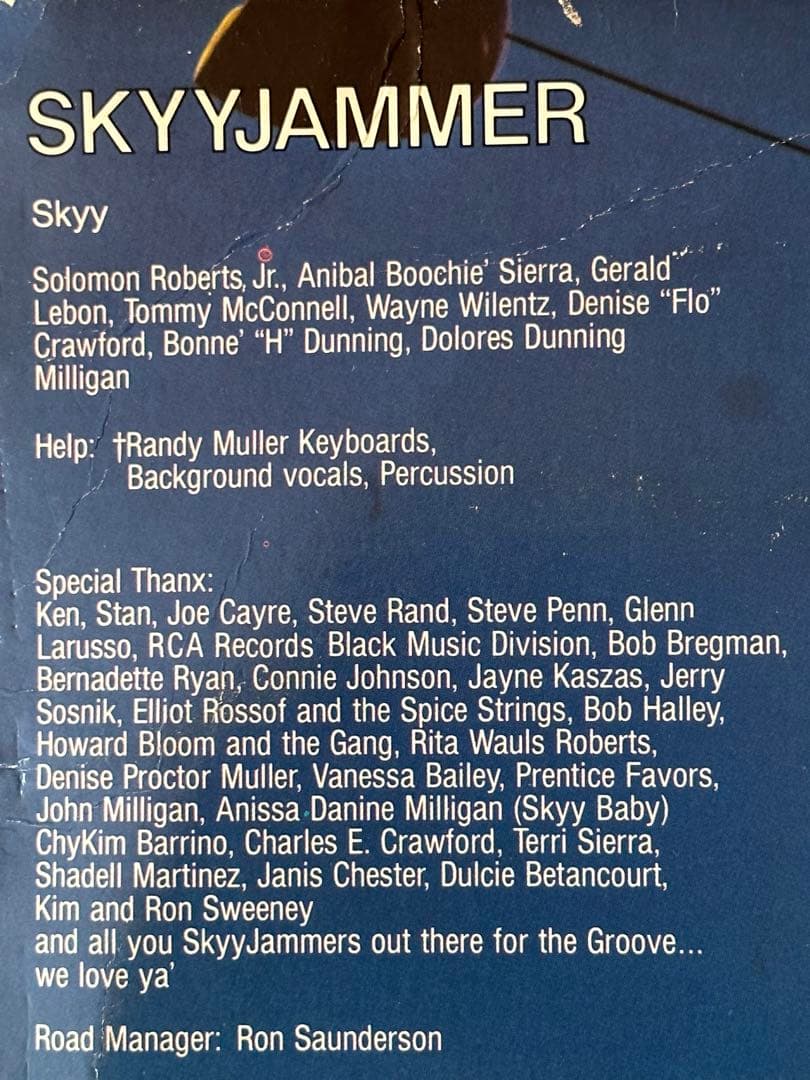 SKYYJAMMER
Skyy
Solomon Roberts, Jr., Anibal Boochie' Sierra, Gerald
Lebon, Tommy McConnell, Wayne Wilentz, Denise “Flo”
Crawford, Bonne’ “H” Dunning, Dolores Dunning
Milligan
Help: †Randy Muller Keyboards,
Background vocals, Percussion
Special Thanx:
Ken, Stan, Joe Cayre, Steve Rand, Steve Penn, Glenn
Larusso, RCA Records Black Music Division, Bob Bregman,
Bernadette Ryan, Connie Johnson, Jayne Kaszas, Jerry
Sosnik, Elliot Rossof and the Spice Strings, Bob Halley,
Howard Bloom and the Gang, Rita Wauls Roberts,
Denise Proctor Muller, Vanessa Bailey, Prentice Favors,
John Milligan, Anissa Danine Milligan (Skyy Baby)
ChyKim Barrino, Charles E. Crawford, Terri Sierra,
Shadell Martinez, Janis Chester, Dulcie Betancourt,
Kim and Ron Sweeney
and all you SkyyJammers out there for the Groove...
we love ya’
Road Manager: Ron Saunderson